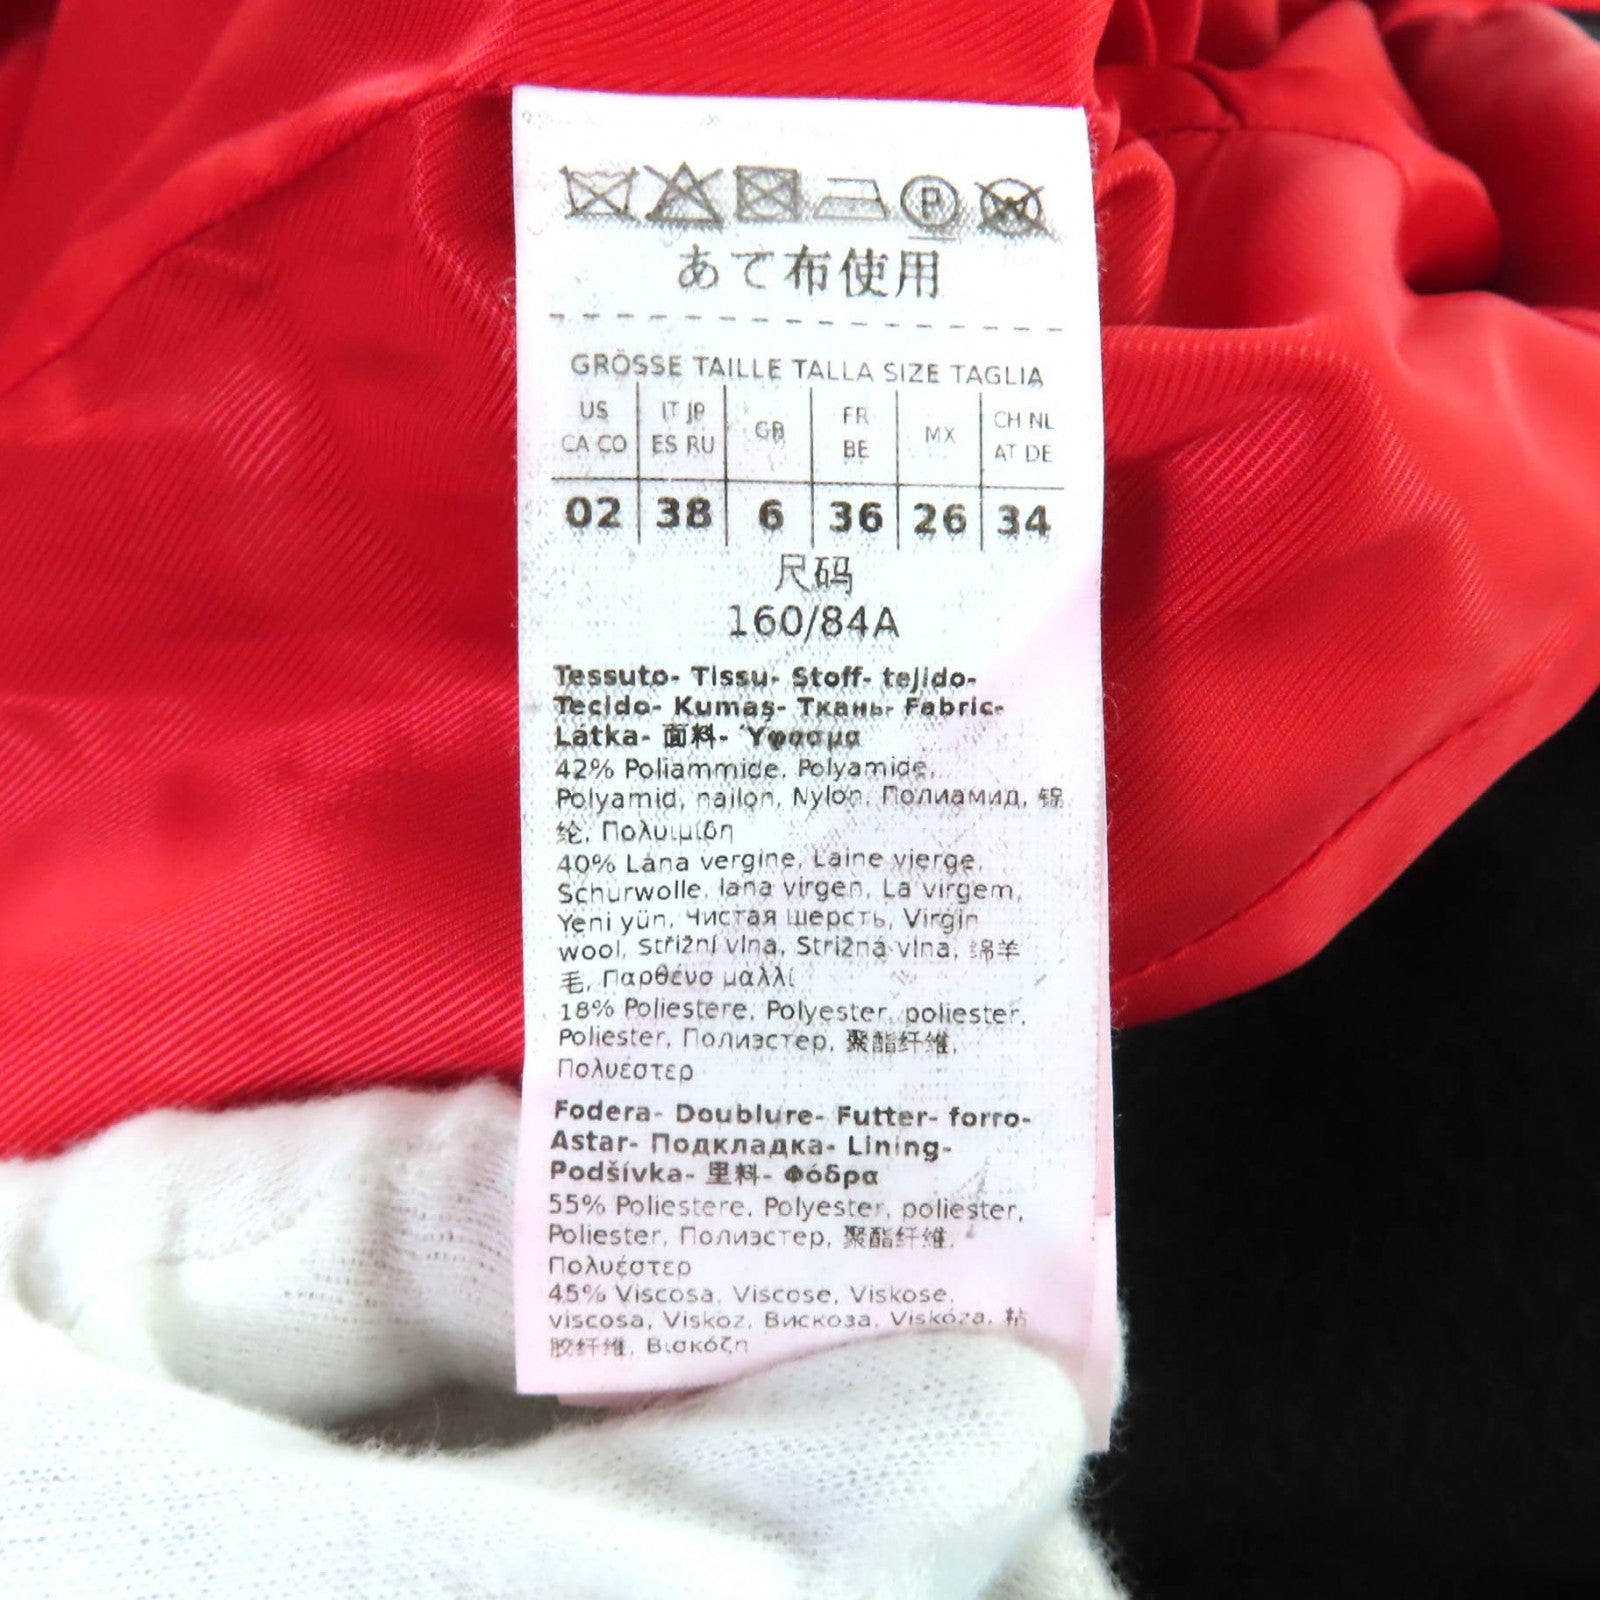 P
W
あて布使用
GRÖSSE TAILLE TALLA SIZE TAGLIA
US CA CO IT JP ES RU GB FR BE MX CH NL AT DE
02 38 6 36 26 34
尺码
160/84A
Tessuto- Tissu- Stoff- tejido-
Tecido- Kumaş- Ткань- Fabric-
Látka- 面料- Ύφασμα
42% Poliammide, Polyamide,
Polyamid, nailon, Nylon, Полиамид, 锦
纶, Πολυιμίδη
40% Lana vergine, Laine vierge,
Schurwolle, lana virgen, La virgem,
Yeni yün, Чистая шерсть, Virgin
wool, Střižní vlna, Strižná vlna, 绵羊
毛, Παρθένο μαλλί
18% Poliestere, Polyester, poliester,
Poliester, Полиэстер, 聚酯纤维,
Πολυέστερ
Fodera- Doublure- Futter- forro-
Astar- Подкладка- Lining-
Podšívka- 里料- Φόδρα
55% Poliestere, Polyester, poliester,
Poliester, Полиэстер, 聚酯纤维,
Πολυέστερ
45% Viscosa, Viscose, Viskose,
viscosa, Viskoz, Вискоза, Viskóza, 粘
胶纤维, Βισκόζη